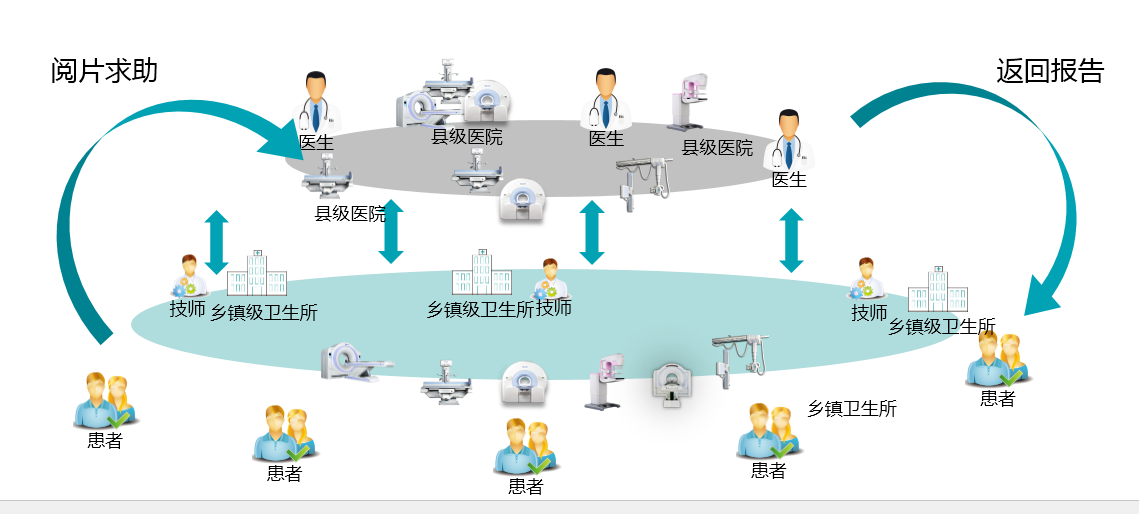 阅片求助
返回报告
医生
县级医院
医生
县级医院
医生
县级医院
技师
乡镇级卫生所
乡镇级卫生所
技师
技师
乡镇级卫生所
患者
乡镇卫生所
患者
患者
患者
患者